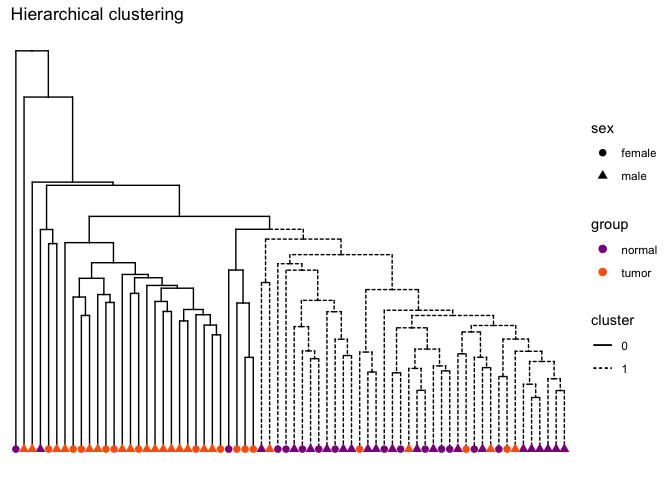 Hierarchical clustering
sex
female
male
group
normal
tumor
cluster
0
1